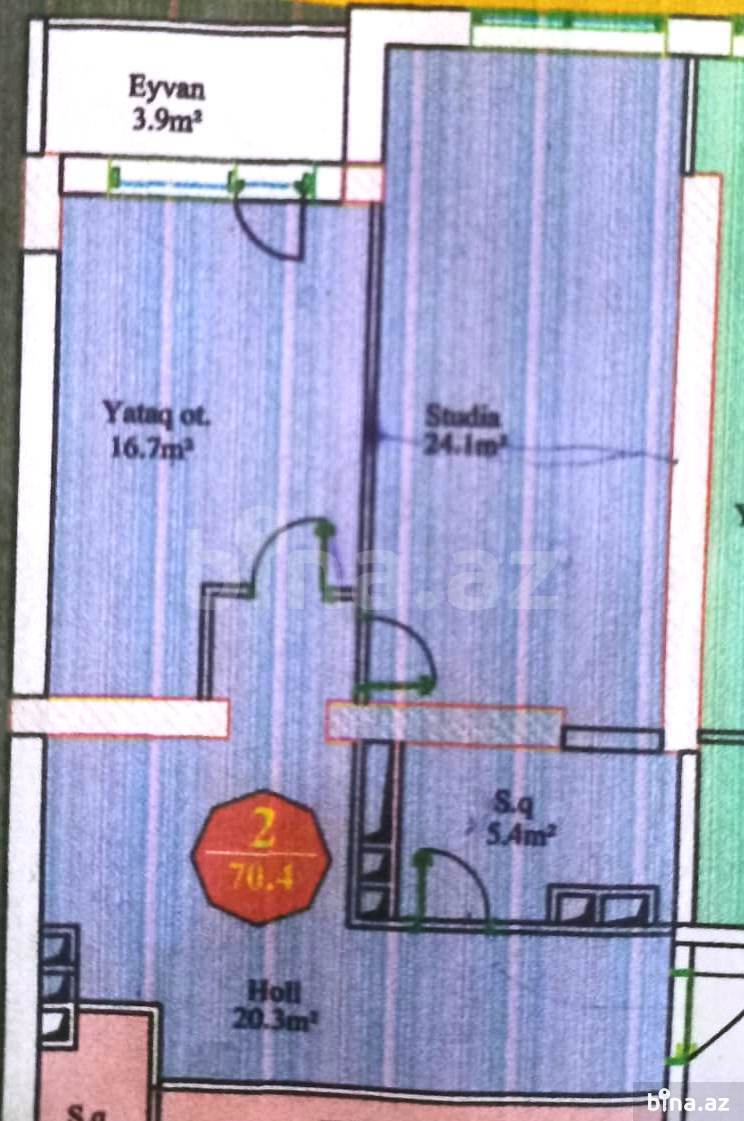 Eyvan
3.9m²
Yataq ot.
16.7m²
Studia
24.1m²
bina.az
S.q
5.4m²
2
70.4
Holl
20.3m²
S.q
bina.az